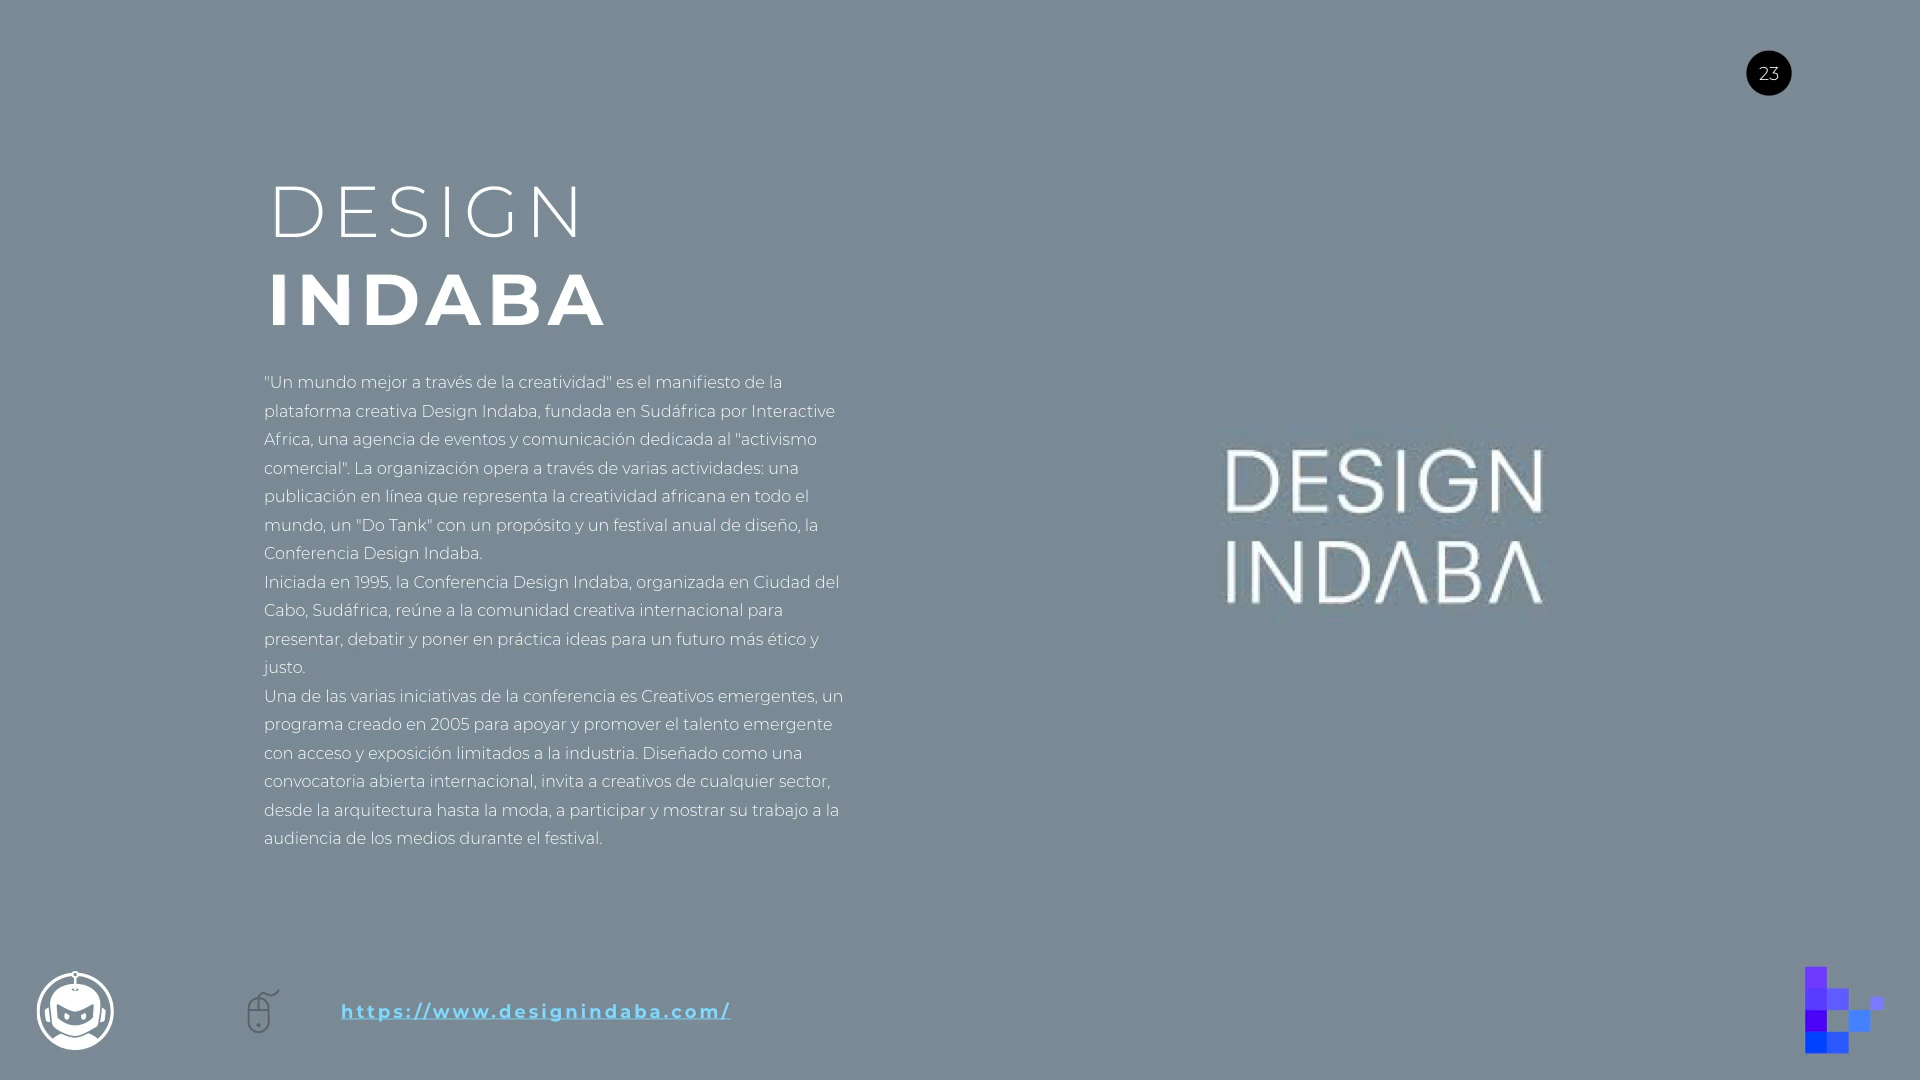 23
DESIGN
INDABA
"Un mundo mejor a través de la creatividad" es el manifiesto de la
plataforma creativa Design Indaba, fundada en Sudáfrica por Interactive
Africa, una agencia de eventos y comunicación dedicada al "activismo
comercial". La organización opera a través de varias actividades: una
publicación en línea que representa la creatividad africana en todo el
mundo, un "Do Tank" con un propósito y un festival anual de diseño, la
Conferencia Design Indaba.
Iniciada en 1995, la Conferencia Design Indaba, organizada en Ciudad del
Cabo, Sudáfrica, reúne a la comunidad creativa internacional para
presentar, debatir y poner en práctica ideas para un futuro más ético y
justo.
Una de las varias iniciativas de la conferencia es Creativos emergentes, un
programa creado en 2005 para apoyar y promover el talento emergente
con acceso y exposición limitados a la industria. Diseñado como una
convocatoria abierta internacional, invita a creativos de cualquier sector,
desde la arquitectura hasta la moda, a participar y mostrar su trabajo a la
audiencia de los medios durante el festival.
DESIGN
INDABA
https://www.designindaba.com/